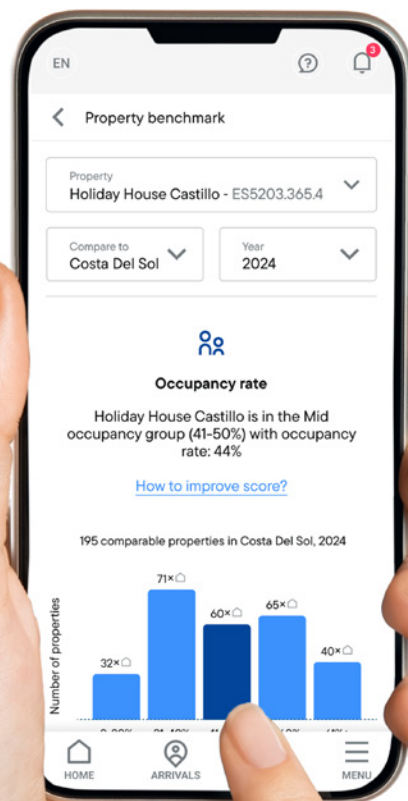 EN
3
Property benchmark
Property
Holiday House Castillo - ES5203.365.4
Compare to
Costa Del Sol
Year
2024
Occupancy rate
Holiday House Castillo is in the Mid
occupancy group (41-50%) with occupancy
rate: 44%
How to improve score?
195 comparable properties in Costa Del Sol, 2024
Number of properties
32×
71×
60×
65×
40×
HOME
ARRIVALS
MENU